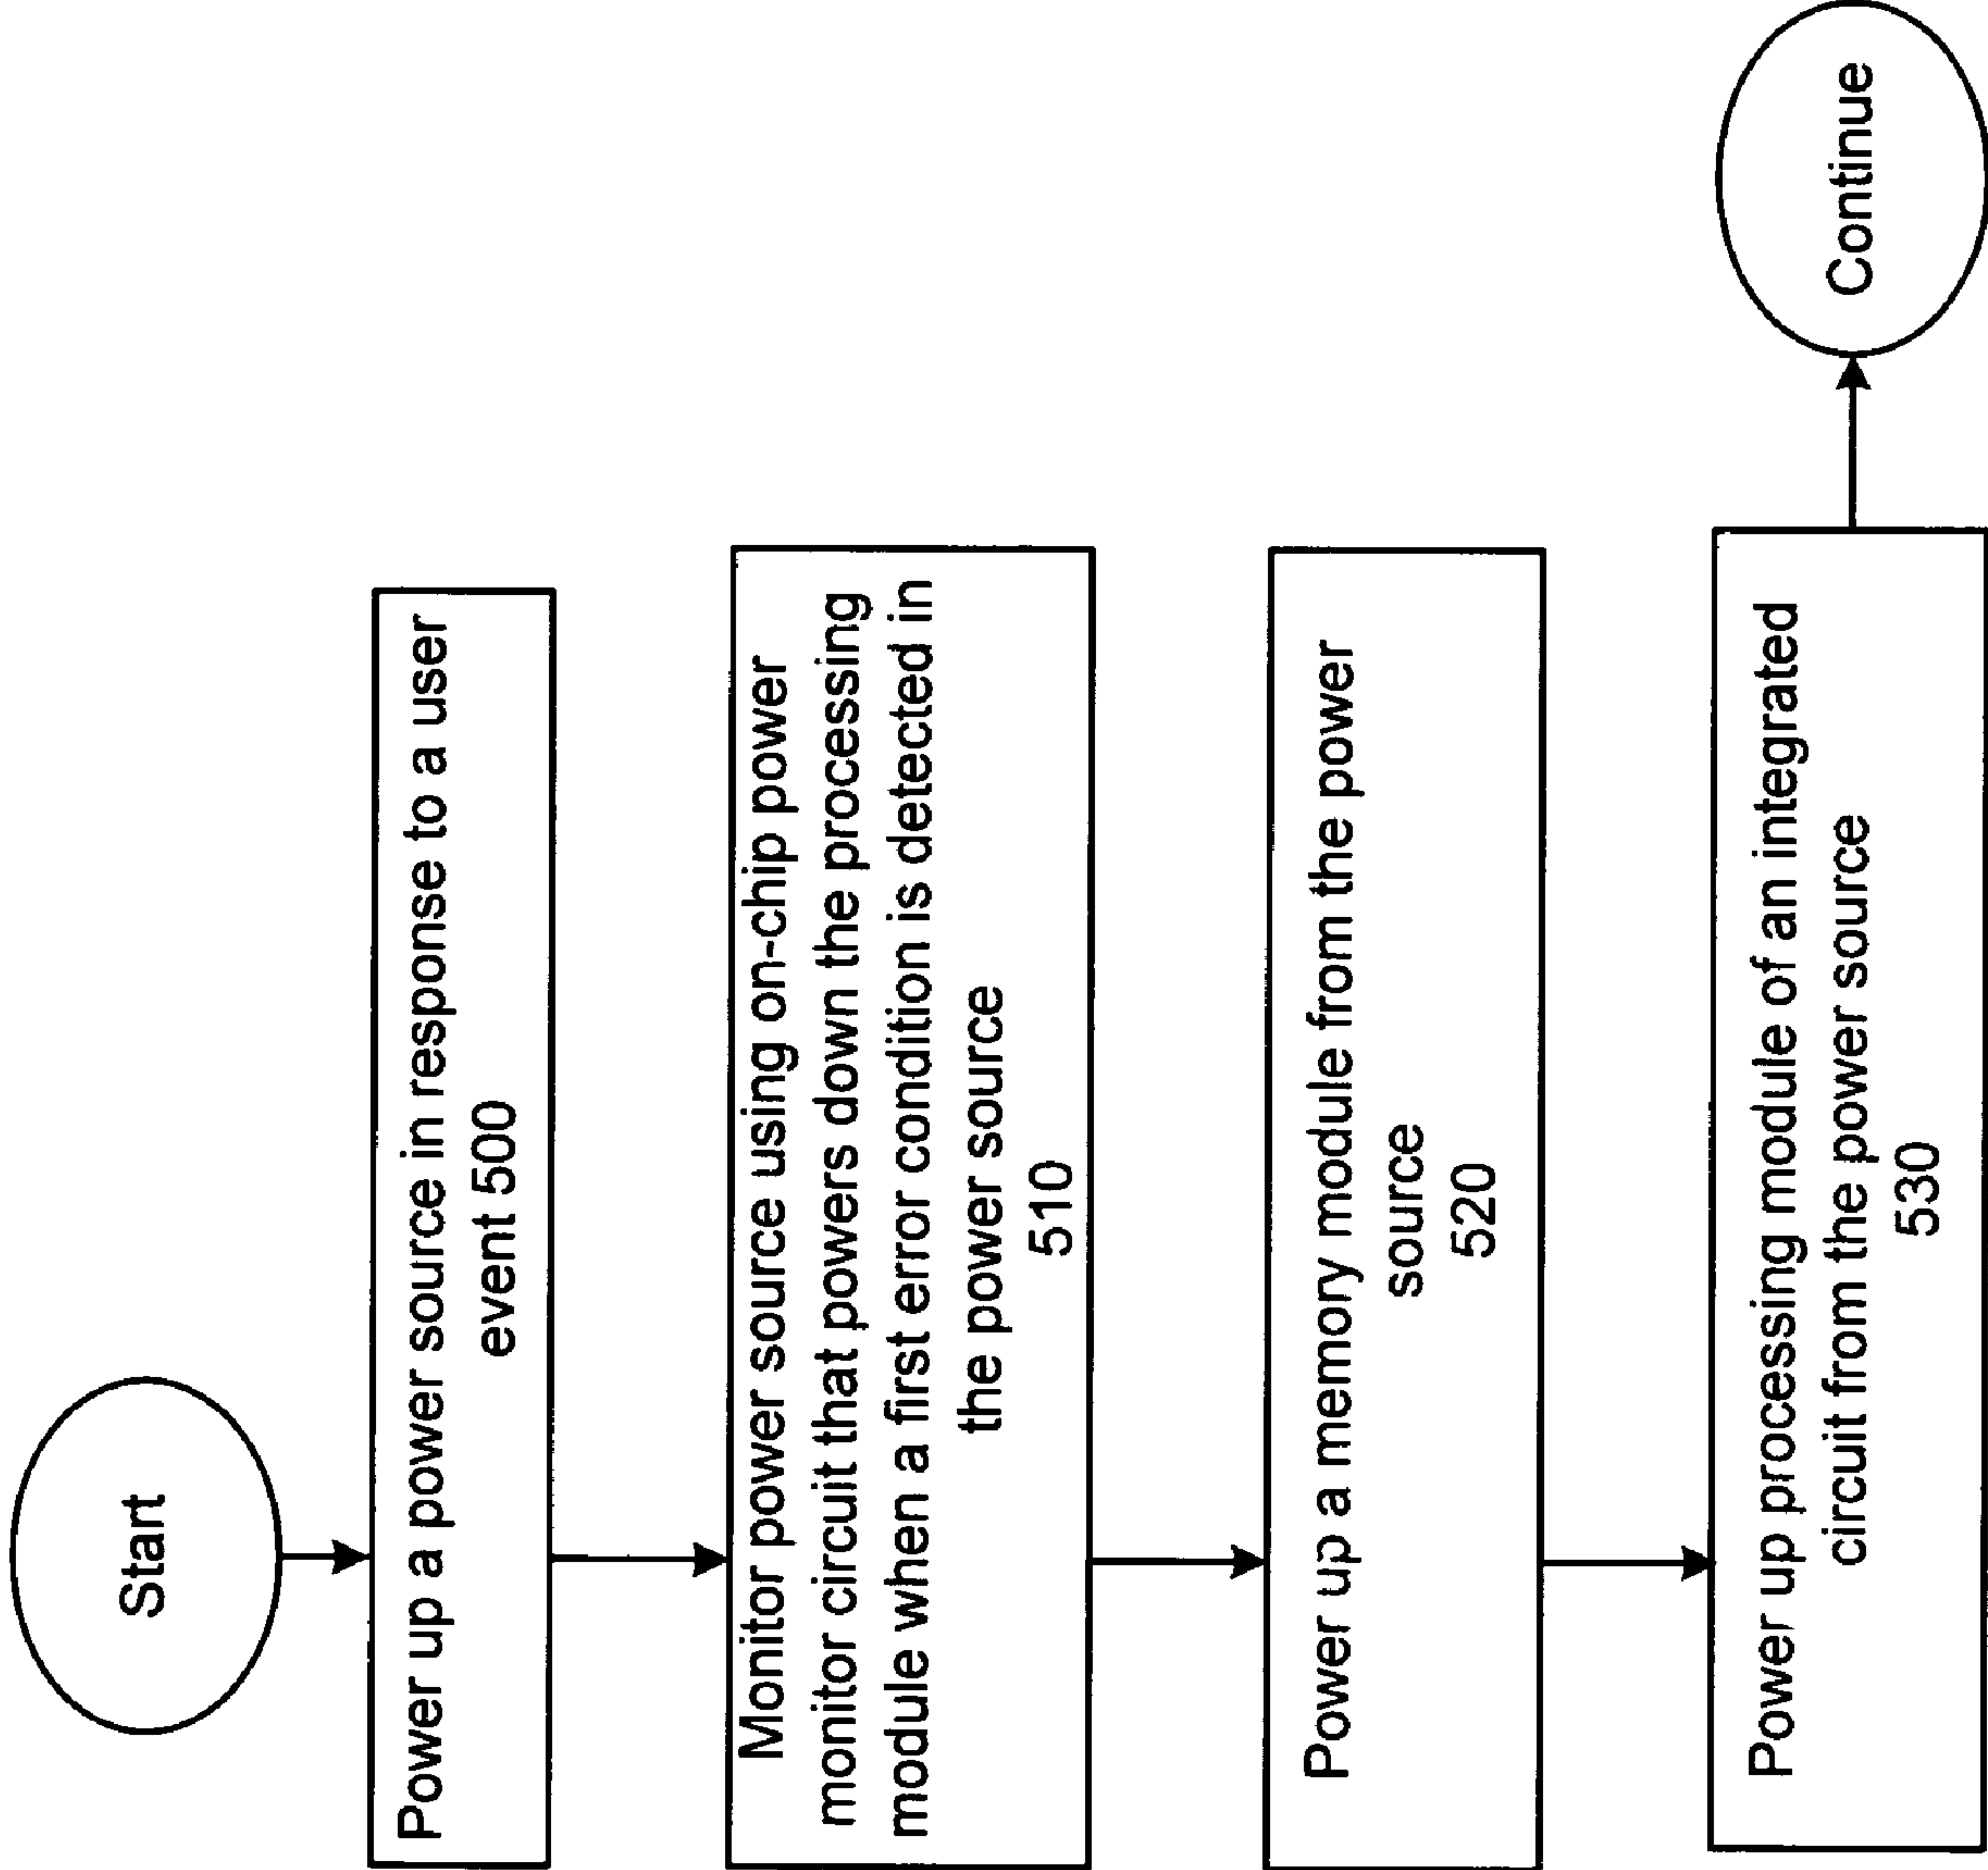 Start
Power up a power source in response to a user
event 500
Monitor power source using on-chip power
monitor circuit that powers down the processing
module when a first error condition is detected in
the power source
510
Power up a memory module from the power
source
520
Power up processing module of an integrated
circuit from the power source
530
Continue